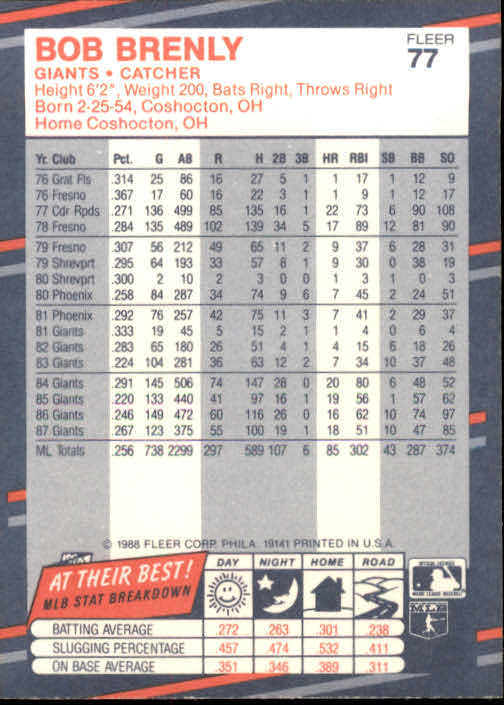 BOB BRENLY
FLEER
77
GIANTS • CATCHER
Height 6'2", Weight 200, Bats Right, Throws Right
Born 2-25-54, Coshocton, OH
Home Coshocton, OH
Yr. Club Pct. G AB R H 2B 3B HR RBI SB BB SO
76 Grat Fls .314 25 86 16 27 5 1 1 17 1 12 9
76 Fresno .367 17 60 16 22 3 1 1 9 1 12 17
77 Cdr Rpds .271 136 499 85 135 16 1 22 73 6 90 108
78 Fresno .284 135 489 102 139 34 5 17 89 12 81 90
79 Fresno .307 56 212 49 65 11 2 9 37 6 28 31
79 Shrevprt .295 64 193 33 57 8 1 9 30 0 38 19
80 Shrevprt .300 2 10 2 3 0 0 1 3 1 0 3
80 Phoenix .258 84 287 34 74 9 6 7 45 2 24 51
81 Phoenix .292 76 257 42 75 11 3 7 41 2 29 37
81 Giants .333 19 45 5 15 2 1 1 4 0 6 4
82 Giants .283 65 180 26 51 4 1 4 15 6 18 26
83 Giants .224 104 281 36 63 12 2 7 34 10 37 48
84 Giants .291 145 506 74 147 28 0 20 80 6 48 52
85 Giants .220 133 440 41 97 16 1 19 56 1 57 62
86 Giants .246 149 472 60 116 26 0 16 62 10 74 97
87 Giants .267 123 375 55 100 19 1 18 51 10 47 85
ML Totals .256 738 2299 297 589 107 6 85 302 43 287 374
© 1988 FLEER CORP. PHILA. 19141 PRINTED IN U.S.A.
AT THEIR BEST!
MLB STAT BREAKDOWN
DAY NIGHT HOME ROAD
BATTING AVERAGE .272 .263 .301 .238
SLUGGING PERCENTAGE .457 .474 .532 .411
ON BASE AVERAGE .351 .346 .389 .311